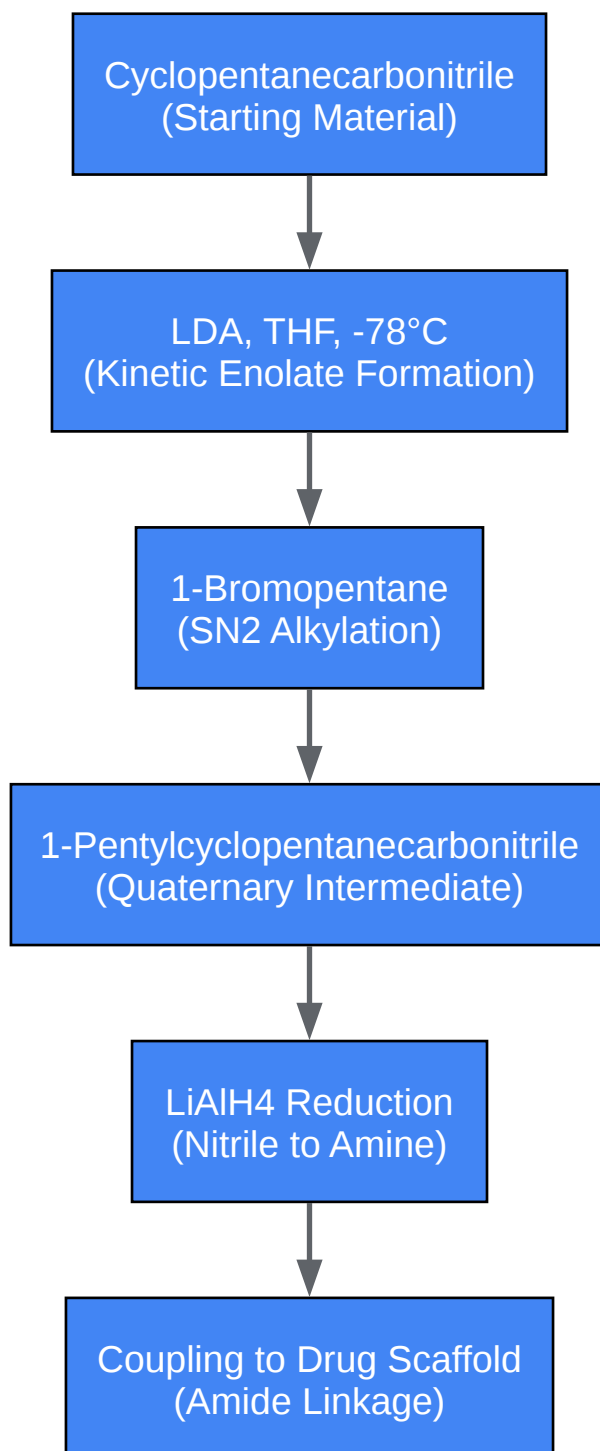 Cyclopentanecarbonitrile
(Starting Material)
LDA, THF, -78°C
(Kinetic Enolate Formation)
1-Bromopentane
(SN2 Alkylation)
1-Pentylcyclopentanecarbonitrile
(Quaternary Intermediate)
LiAlH4 Reduction
(Nitrile to Amine)
Coupling to Drug Scaffold
(Amide Linkage)